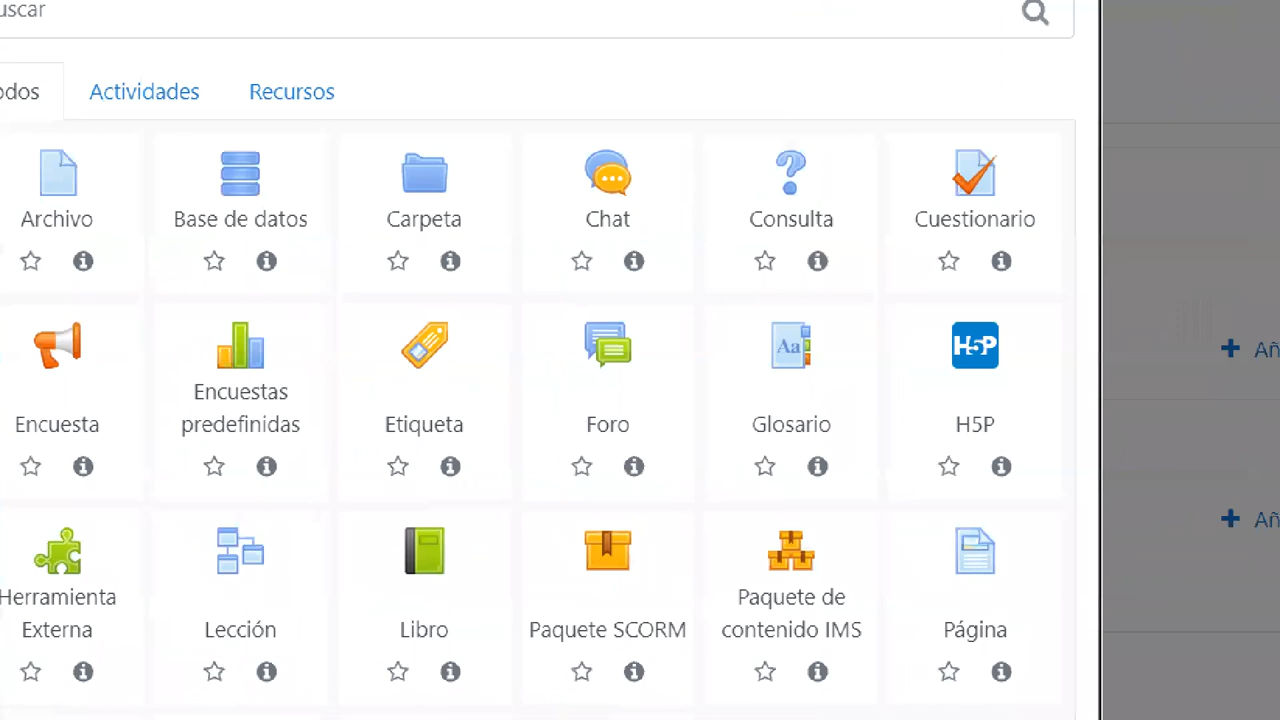 uscar
odos Actividades Recursos
Archivo Base de datos Carpeta Chat Consulta Cuestionario
Aa H5P
Encuestas
Encuesta predefinidas Etiqueta Foro Glosario H5P
Herramienta Paquete de
Externa Lección Libro Paquete SCORM contenido IMS Página
+ Añ
+ Añ